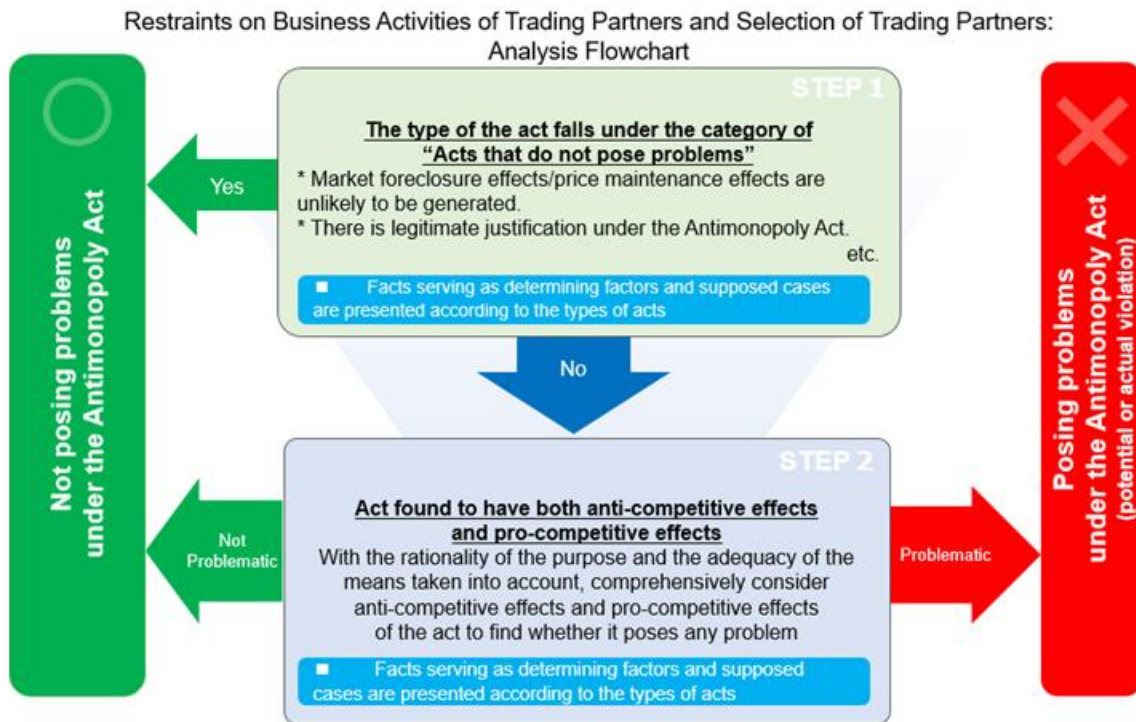 Restraints on Business Activities of Trading Partners and Selection of Trading Partners:
Analysis Flowchart
Not posing problems
under the Antimonopoly Act
STEP 1
The type of the act falls under the category of
“Acts that do not pose problems”
* Market foreclosure effects/price maintenance effects are
unlikely to be generated.
* There is legitimate justification under the Antimonopoly Act.
etc.
■ Facts serving as determining factors and supposed cases
are presented according to the types of acts
Yes
No
STEP 2
Act found to have both anti-competitive effects
and pro-competitive effects
With the rationality of the purpose and the adequacy of the
means taken into account, comprehensively consider
anti-competitive effects and pro-competitive effects
of the act to find whether it poses any problem
■ Facts serving as determining factors and supposed
cases are presented according to the types of acts
Not
Problematic
Problematic
Posing problems
under the Antimonopoly Act
(potential or actual violation)